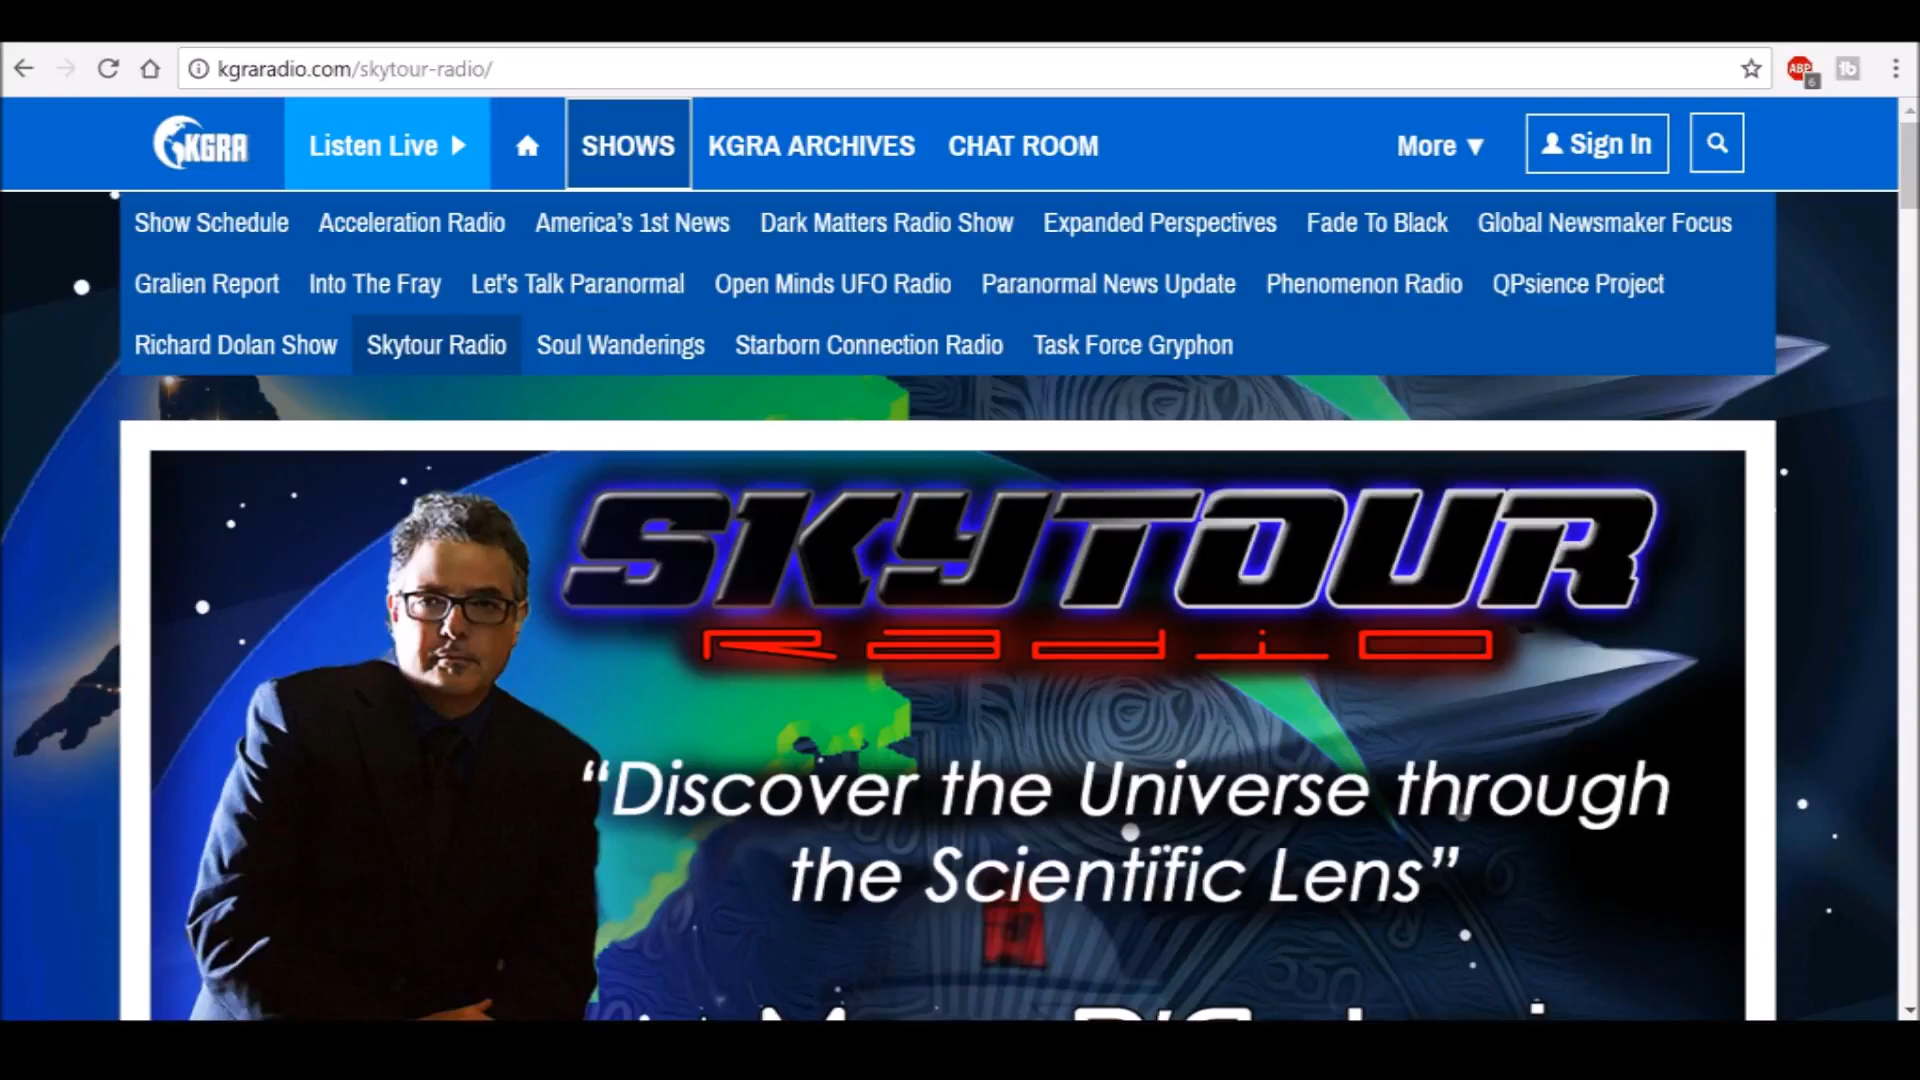 kgraradio.com/skytour-radio/
ABP
6
tb
KGRA
Listen Live
SHOWS
KGRA ARCHIVES
CHAT ROOM
More ▼
Sign In
Show Schedule Acceleration Radio America's 1st News Dark Matters Radio Show Expanded Perspectives Fade To Black Global Newsmaker Focus
Gralien Report Into The Fray Let's Talk Paranormal Open Minds UFO Radio Paranormal News Update Phenomenon Radio QPsience Project
Richard Dolan Show Skytour Radio Soul Wanderings Starborn Connection Radio Task Force Gryphon
SKYTOUR
Radio
“Discover the Universe through
the Scientific Lens”